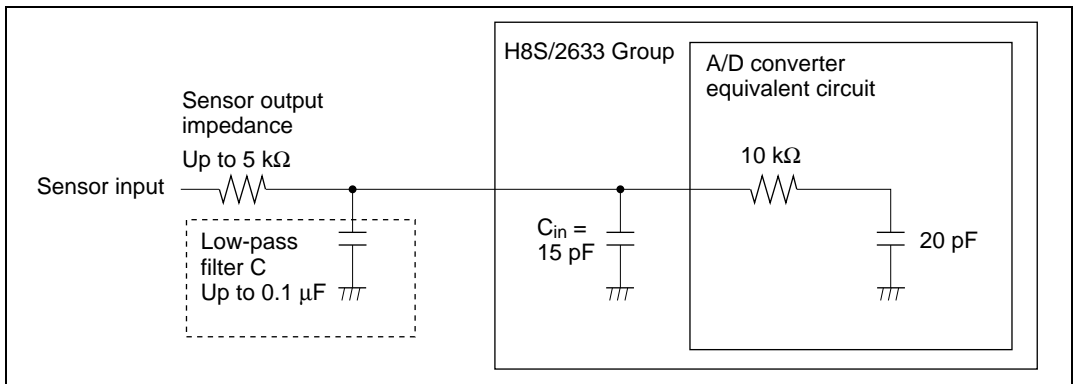 H8S/2633 Group
A/D converter
equivalent circuit
Sensor output
impedance
Up to 5 kΩ
10 kΩ
Sensor input
Low-pass
filter C
Up to 0.1 μF
Cin =
15 pF
20 pF